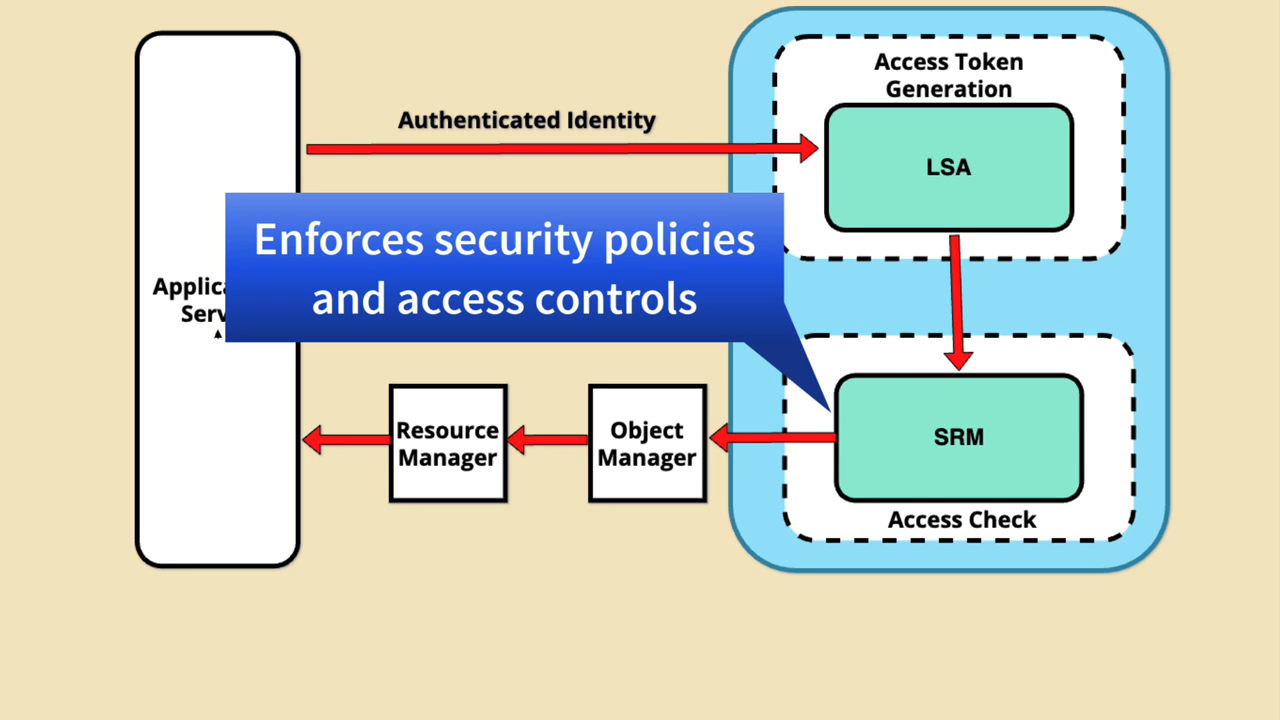 Access Token
Generation
Authenticated Identity
LSA
Enforces security policies
and access controls
Resource
Manager
Object
Manager
SRM
Access Check